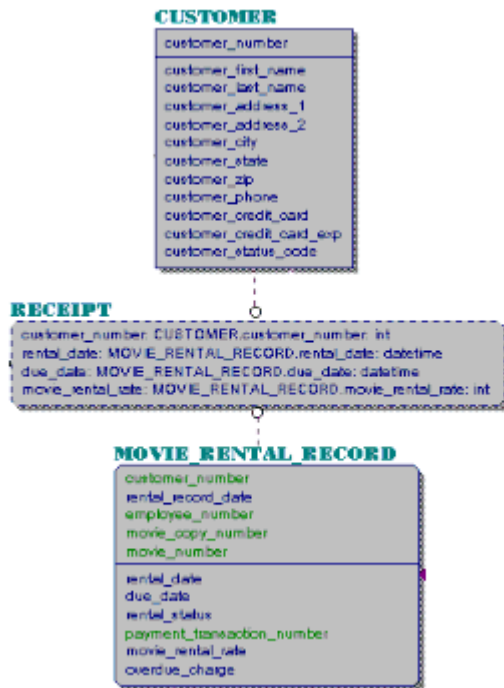 CUSTOMER
customer_number
customer_first_name
customer_last_name
customer_address_1
customer_address_2
customer_city
customer_state
customer_zip
customer_phone
customer_credit_card
customer_credit_card_exp
customer_status_code
RECEIPT
customer_number: CUSTOMER.customer_number: int
rental_date: MOVIE_RENTAL_RECORD.rental_date: datetime
due_date: MOVIE_RENTAL_RECORD.due_date: datetime
movie_rental_rate: MOVIE_RENTAL_RECORD.movie_rental_rate: int
MOVIE_RENTAL_RECORD
customer_number
rental_record_date
employee_number
movie_copy_number
movie_number
rental_date
due_date
rental_status
payment_transaction_number
movie_rental_rate
overdue_charge